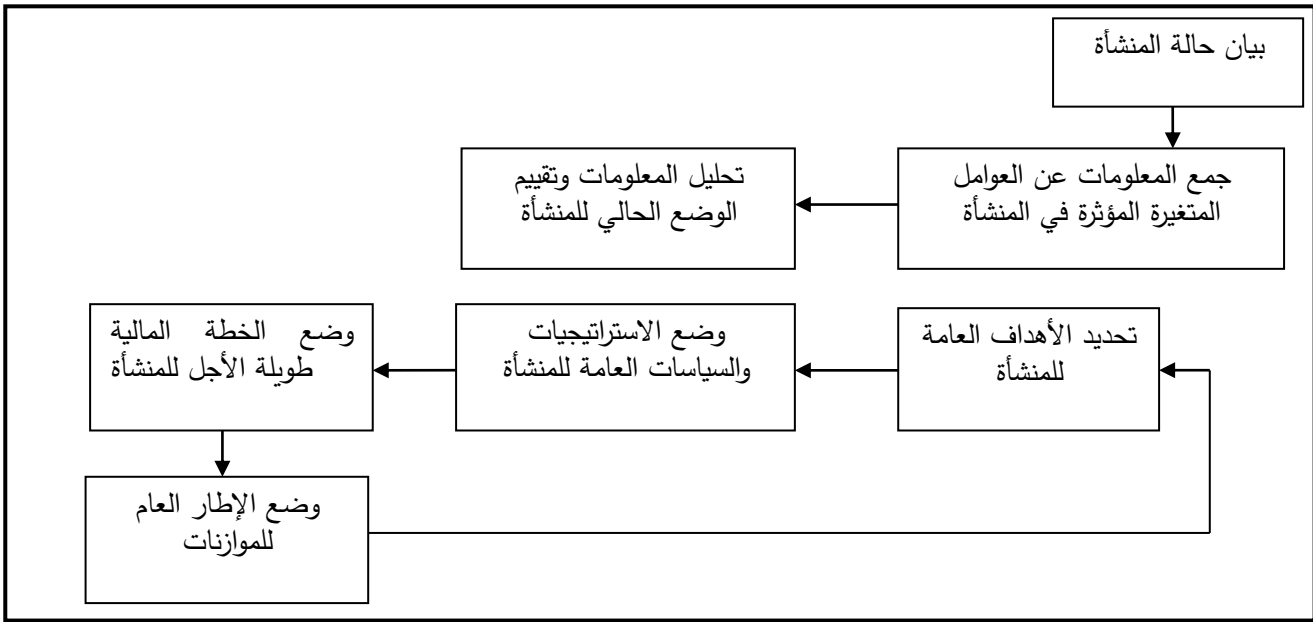 بيان حالة المنشأة
جمع المعلومات عن العوامل
المتغيرة المؤثرة في المنشأة
تحليل المعلومات وتقييم
الوضع الحالي للمنشأة
تحديد الأهداف العامة
للمنشأة
وضع الاستراتيجيات
والسياسات العامة للمنشأة
وضع الخطة المالية
طويلة الأجل للمنشأة
وضع الإطار العام
للموازنات